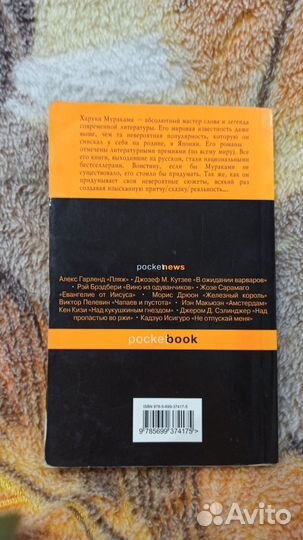 Харуки Мураками — абсолютный мастер слова и легенда
современной литературы. Его мировая известность даже
выше, чем та невероятная популярность, которую он
снискал у себя на родине, в Японии. Его романы
отмечены литературными премиями (по всему миру). Все
его книги, выходившие на русском, стали национальными
бестселлерами. Воистину, если бы Мураками не
существовало, его стоило бы придумать. Так же, как он
придумывает свои невероятные сюжеты, всякий раз
создавая изысканную притчу/сказку/реальность...
pocketnews
Алекс Гарленд «Пляж» • Джозеф М. Кутзее «В ожидании варваров»
• Рэй Брэдбери «Вино из одуванчиков» • Жозе Сарамаго
«Евангелие от Иисуса» • Морис Дрюон «Железный король»
Виктор Пелевин «Чапаев и пустота» • Иэн Макьюэн «Амстердам»
Кен Кизи «Над кукушкиным гнездом» • Джером Д. Сэлинджер «Над
пропастью во ржи» • Кадзуо Исигуро «Не отпускай меня»
pocketbook
ISBN 978-5-699-37417-5
9 785699 374175 >
Avito